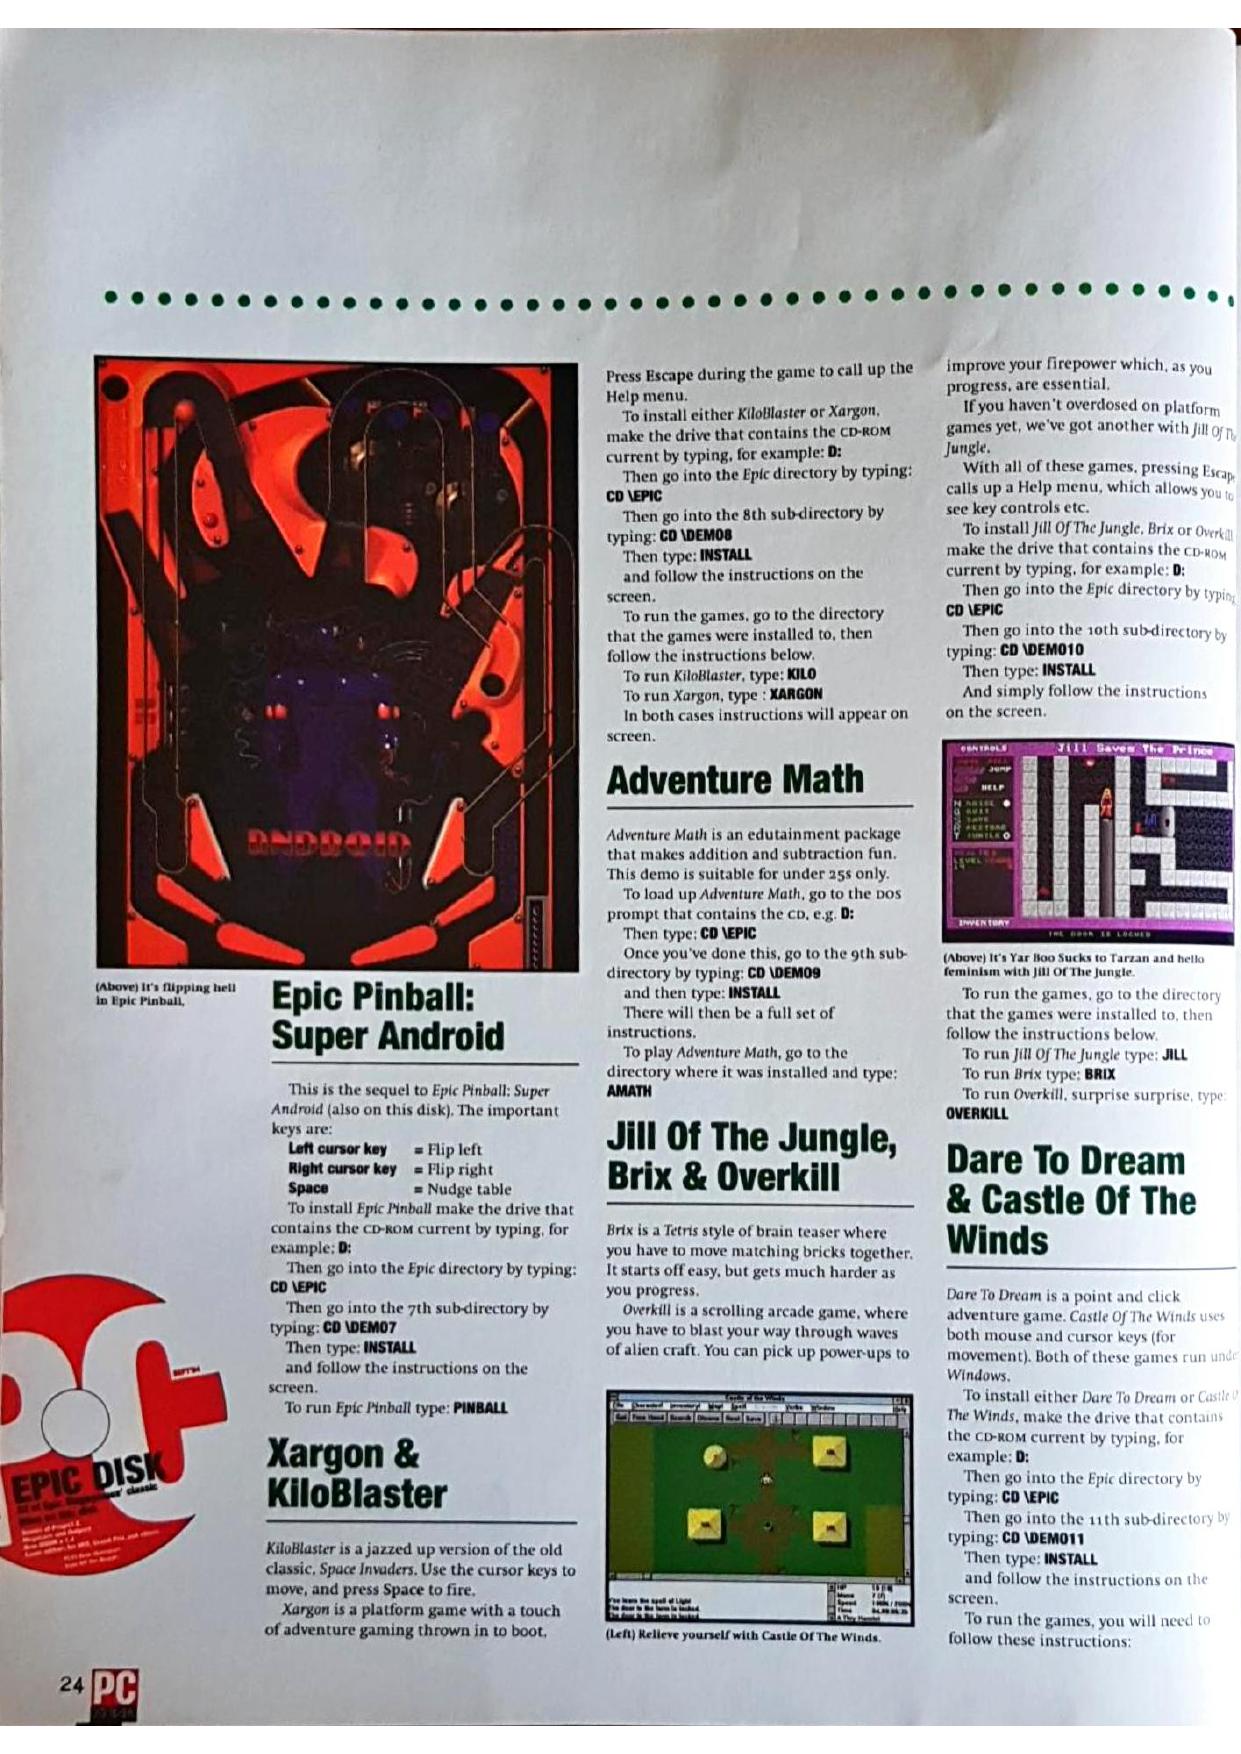 ANDROID
(Above) It's flipping hell
in Epic Pinball.
Epic Pinball:
Super Android
This is the sequel to Epic Pinball: Super
Android (also on this disk). The important
keys are:
Left cursor key = Flip left
Right cursor key = Flip right
Space = Nudge table
To install Epic Pinball make the drive that
contains the CD-ROM current by typing, for
example: D:
Then go into the Epic directory by typing:
CD \EPIC
Then go into the 7th sub-directory by
typing: CD \DEMO7
Then type: INSTALL
and follow the instructions on the
screen.
To run Epic Pinball type: PINBALL
Xargon &
KiloBlaster
KiloBlaster is a jazzed up version of the old
classic, Space Invaders. Use the cursor keys to
move, and press Space to fire.
Xargon is a platform game with a touch
of adventure gaming thrown in to boot.
EPIC DISK
24 PC
Press Escape during the game to call up the
Help menu.
To install either KiloBlaster or Xargon,
make the drive that contains the CD-ROM
current by typing, for example: D:
Then go into the Epic directory by typing:
CD \EPIC
Then go into the 8th sub-directory by
typing: CD \DEMO8
Then type: INSTALL
and follow the instructions on the
screen.
To run the games, go to the directory
that the games were installed to, then
follow the instructions below.
To run KiloBlaster, type: KILO
To run Xargon, type : XARGON
In both cases instructions will appear on
screen.
Adventure Math
Adventure Math is an edutainment package
that makes addition and subtraction fun.
This demo is suitable for under 25s only.
To load up Adventure Math, go to the DOS
prompt that contains the CD, e.g. D:
Then type: CD \EPIC
Once you've done this, go to the 9th sub-
directory by typing: CD \DEMO9
and then type: INSTALL
There will then be a full set of
instructions.
To play Adventure Math, go to the
directory where it was installed and type:
AMATH
Jill Of The Jungle,
Brix & Overkill
Brix is a Tetris style of brain teaser where
you have to move matching bricks together.
It starts off easy, but gets much harder as
you progress.
Overkill is a scrolling arcade game, where
you have to blast your way through waves
of alien craft. You can pick up power-ups to
Castle of the Winds
(Left) Relieve yourself with Castle Of The Winds.
improve your firepower which, as you
progress, are essential.
If you haven't overdosed on platform
games yet, we've got another with Jill Of The
Jungle.
With all of these games, pressing Escape
calls up a Help menu, which allows you to
see key controls etc.
To install Jill Of The Jungle, Brix or Overkill
make the drive that contains the CD-ROM
current by typing, for example: D:
Then go into the Epic directory by typing
CD \EPIC
Then go into the 10th sub-directory by
typing: CD \DEMO10
Then type: INSTALL
And simply follow the instructions
on the screen.
CONTROLS Jill Saves The Prince
JUMP
HELP
INVENTORY
THE DOOR IS LOCKED
(Above) It's Yar Boo Sucks to Tarzan and hello
feminism with Jill Of The Jungle.
To run the games, go to the directory
that the games were installed to, then
follow the instructions below.
To run Jill Of The Jungle type: JILL
To run Brix type: BRIX
To run Overkill, surprise surprise, type:
OVERKILL
Dare To Dream
& Castle Of The
Winds
Dare To Dream is a point and click
adventure game. Castle Of The Winds uses
both mouse and cursor keys (for
movement). Both of these games run unde
Windows.
To install either Dare To Dream or Castle O
The Winds, make the drive that contains
the CD-ROM current by typing, for
example: D:
Then go into the Epic directory by
typing: CD \EPIC
Then go into the 11th sub-directory by
typing: CD \DEMO11
Then type: INSTALL
and follow the instructions on the
screen.
To run the games, you will need to
follow these instructions: